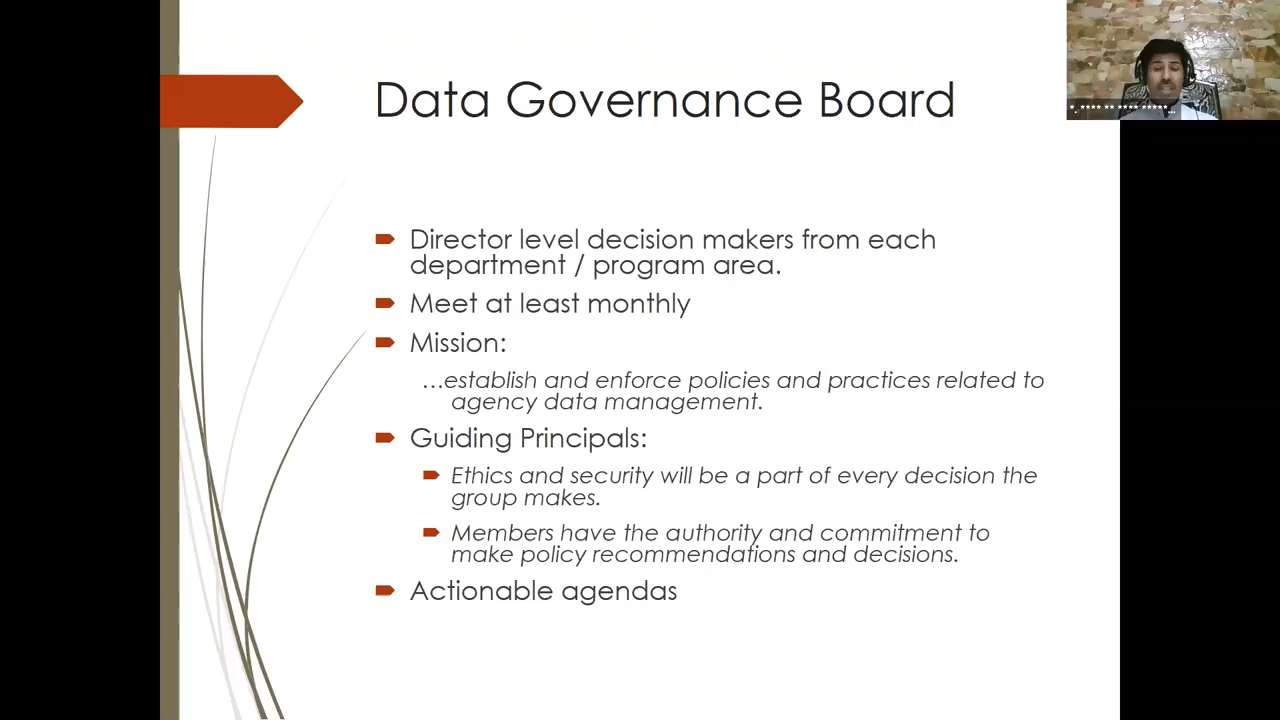 Data Governance Board
Director level decision makers from each
department / program area.
Meet at least monthly
Mission:
…establish and enforce policies and practices related to
agency data management.
Guiding Principals:
Ethics and security will be a part of every decision the
group makes.
Members have the authority and commitment to
make policy recommendations and decisions.
Actionable agendas